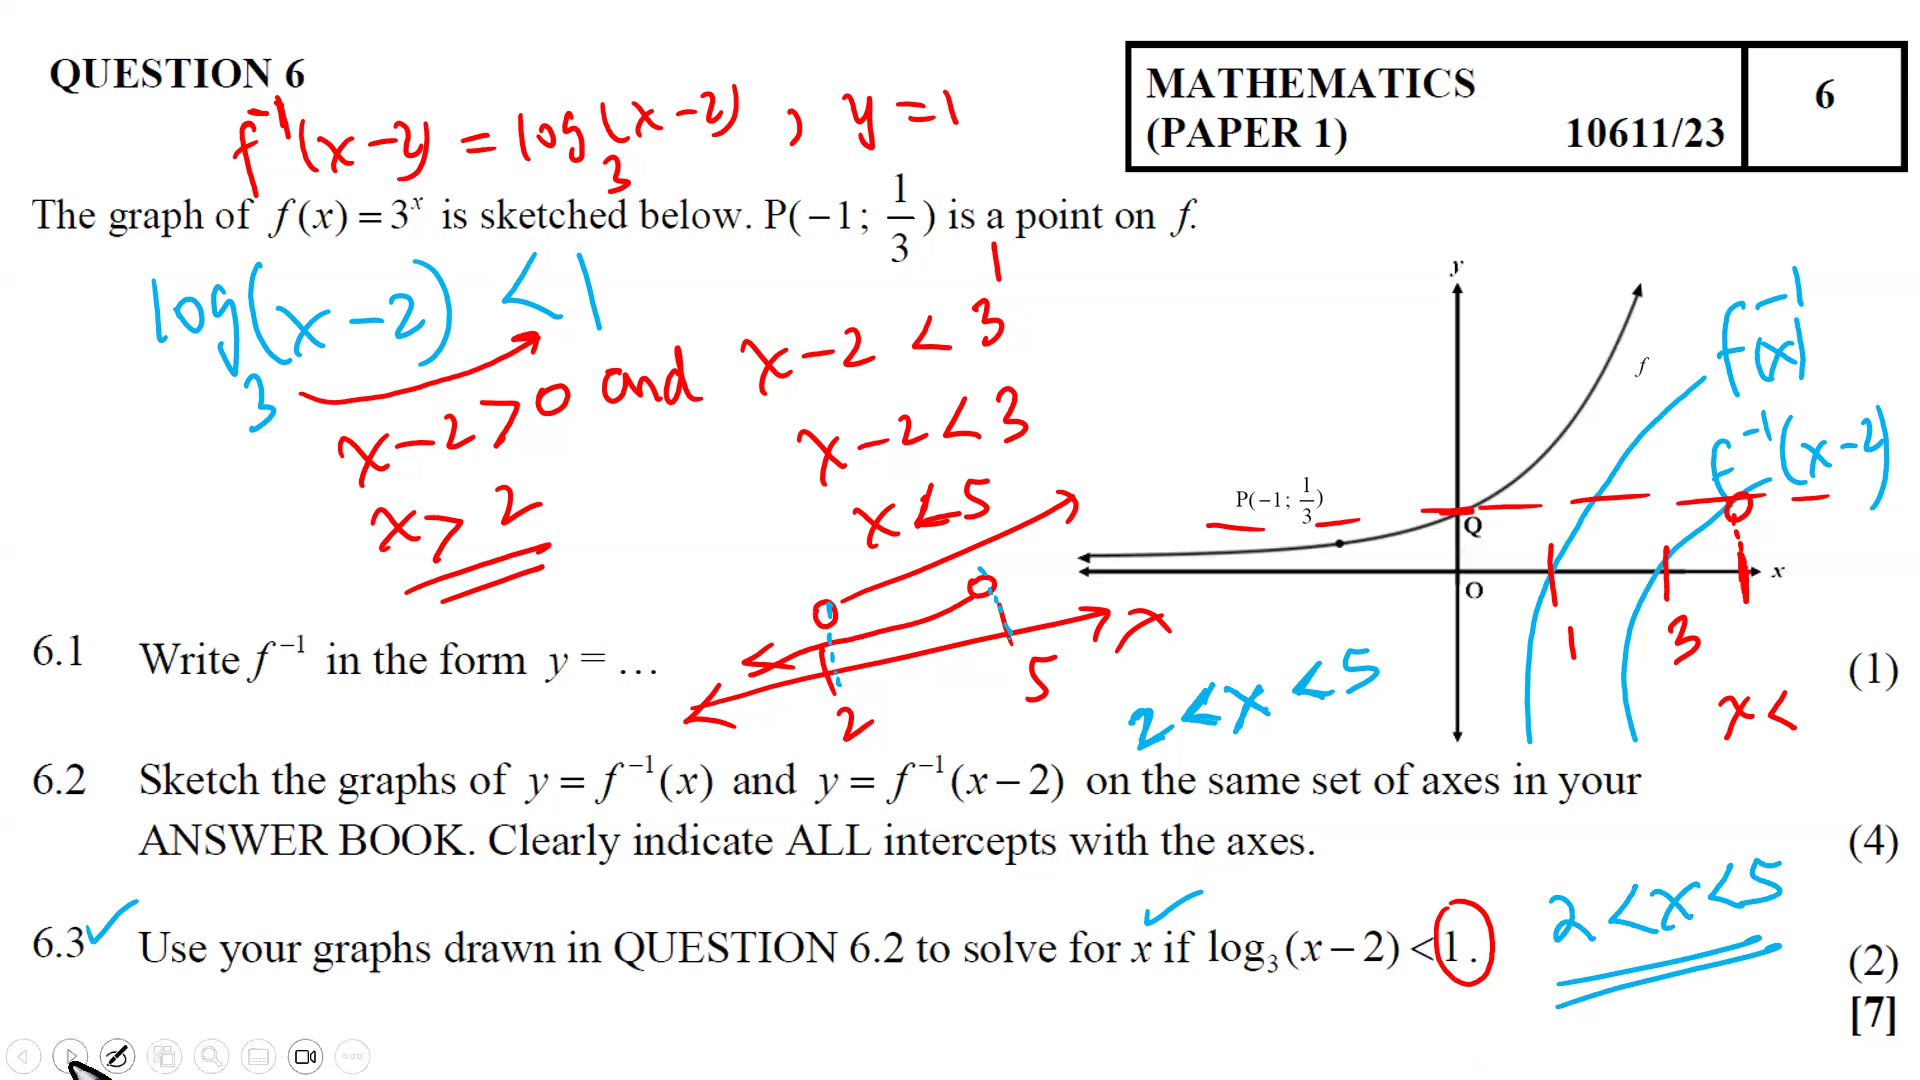 QUESTION 6
MATHEMATICS
(PAPER 1) 10611/23
6
f⁻¹(x-2) = log₃(x-2) , y=1
The graph of f(x) = 3ˣ is sketched below. P(−1; 1/3) is a point on f.
log₃(x-2) < 1
x-2>0 and x-2 < 3¹
x-2<3
x>2
x<5
2
5
x
2<x<5
y
f
P(−1; 1/3)
Q
O
x
f⁻¹(x)
f⁻¹(x-2)
1
3
x<
6.1 Write f⁻¹ in the form y = … (1)
6.2 Sketch the graphs of y = f⁻¹(x) and y = f⁻¹(x − 2) on the same set of axes in your
ANSWER BOOK. Clearly indicate ALL intercepts with the axes. (4)
2<x<5
6.3 Use your graphs drawn in QUESTION 6.2 to solve for x if log₃(x − 2) < 1. (2)
[7]